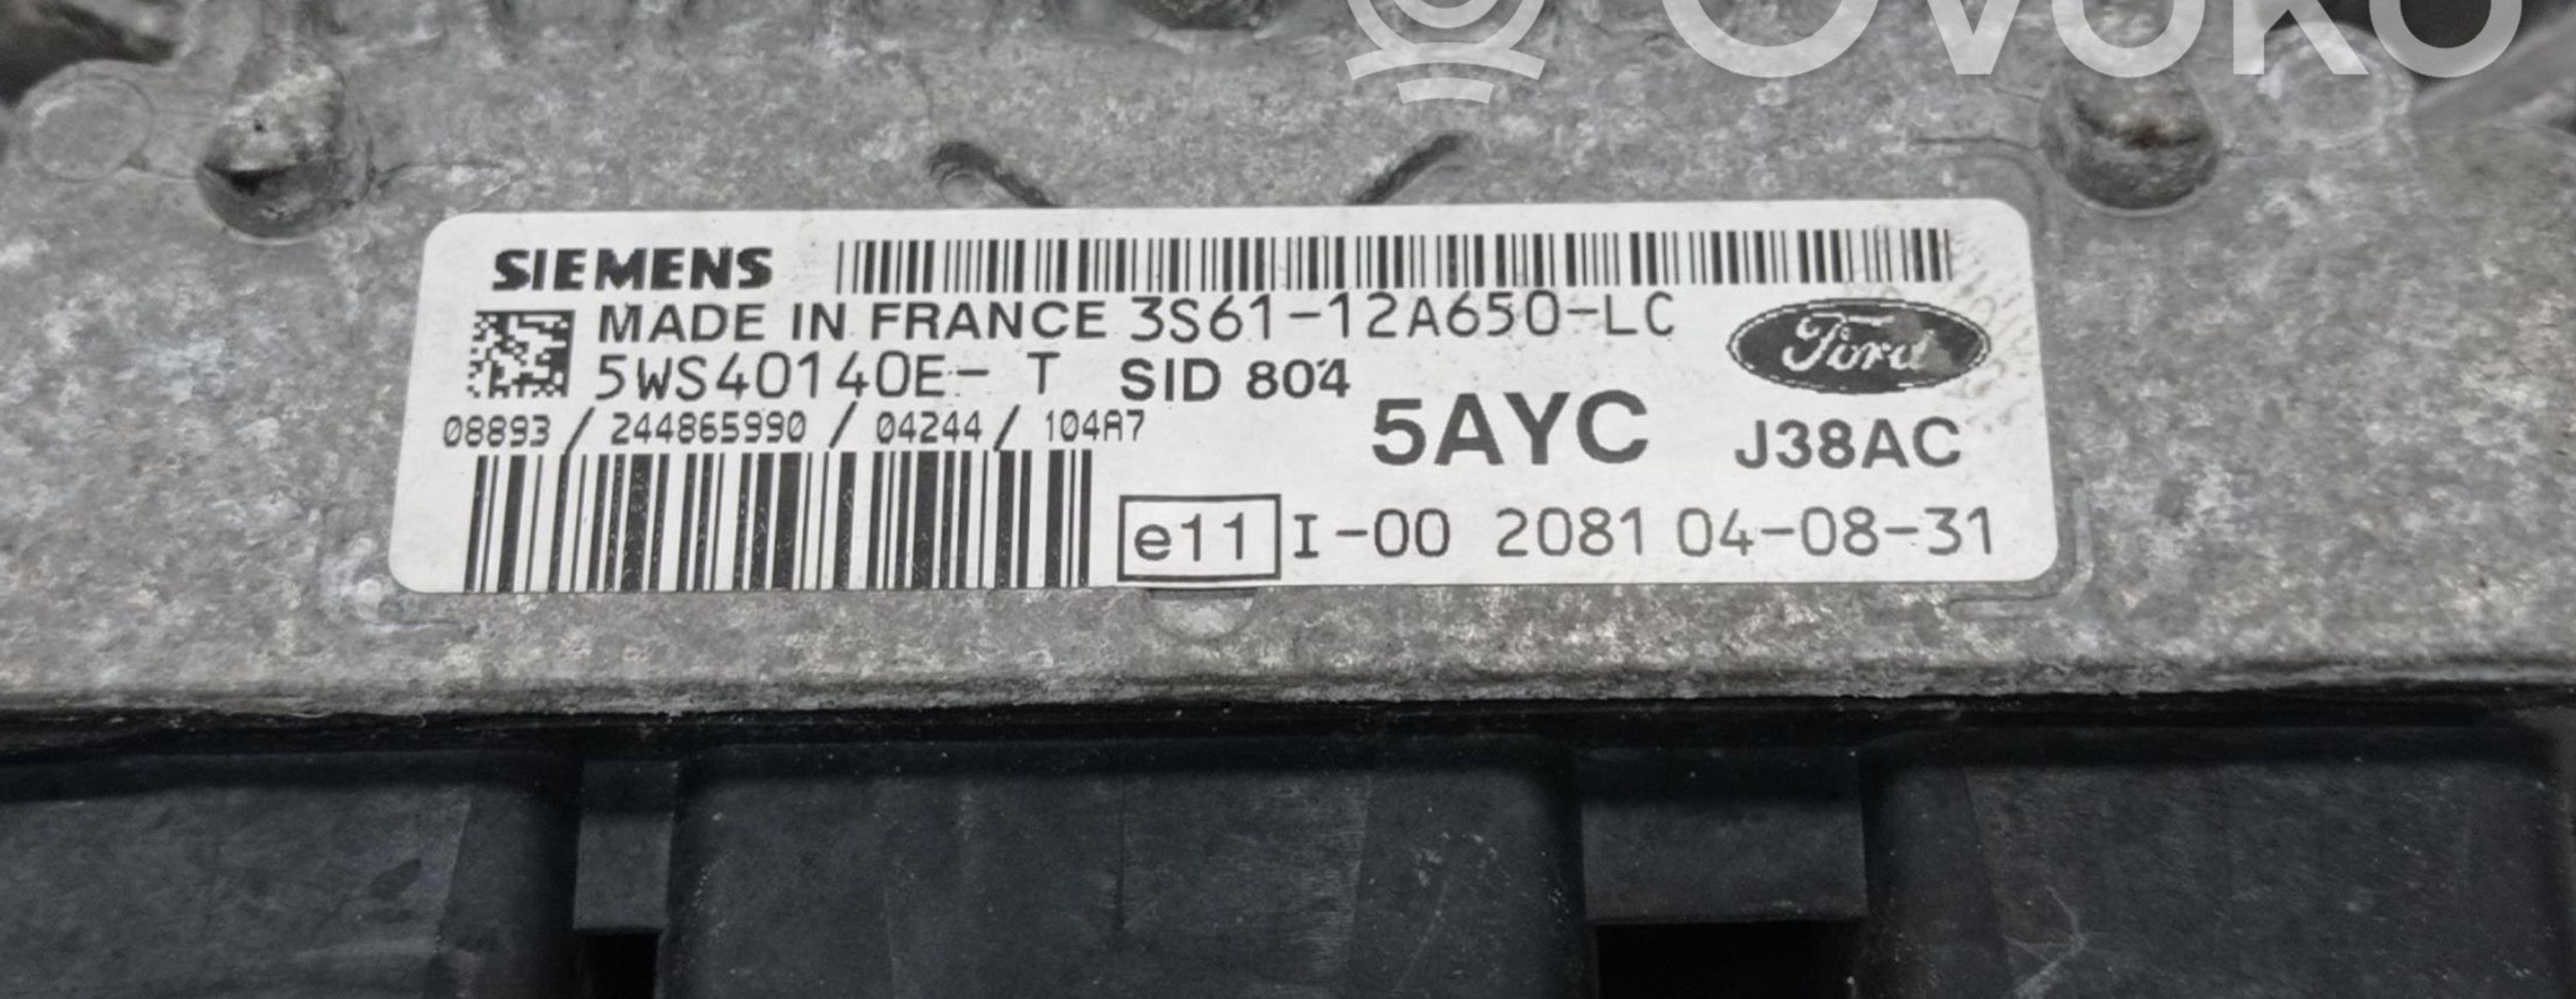 OVOKO
SIEMENS
MADE IN FRANCE 3S61-12A650-LC
Ford
5WS40140E- T SID 804
5AYC J38AC
08893 / 244865990 / 04244 / 104A7
e11 I-00 2081 04-08-31